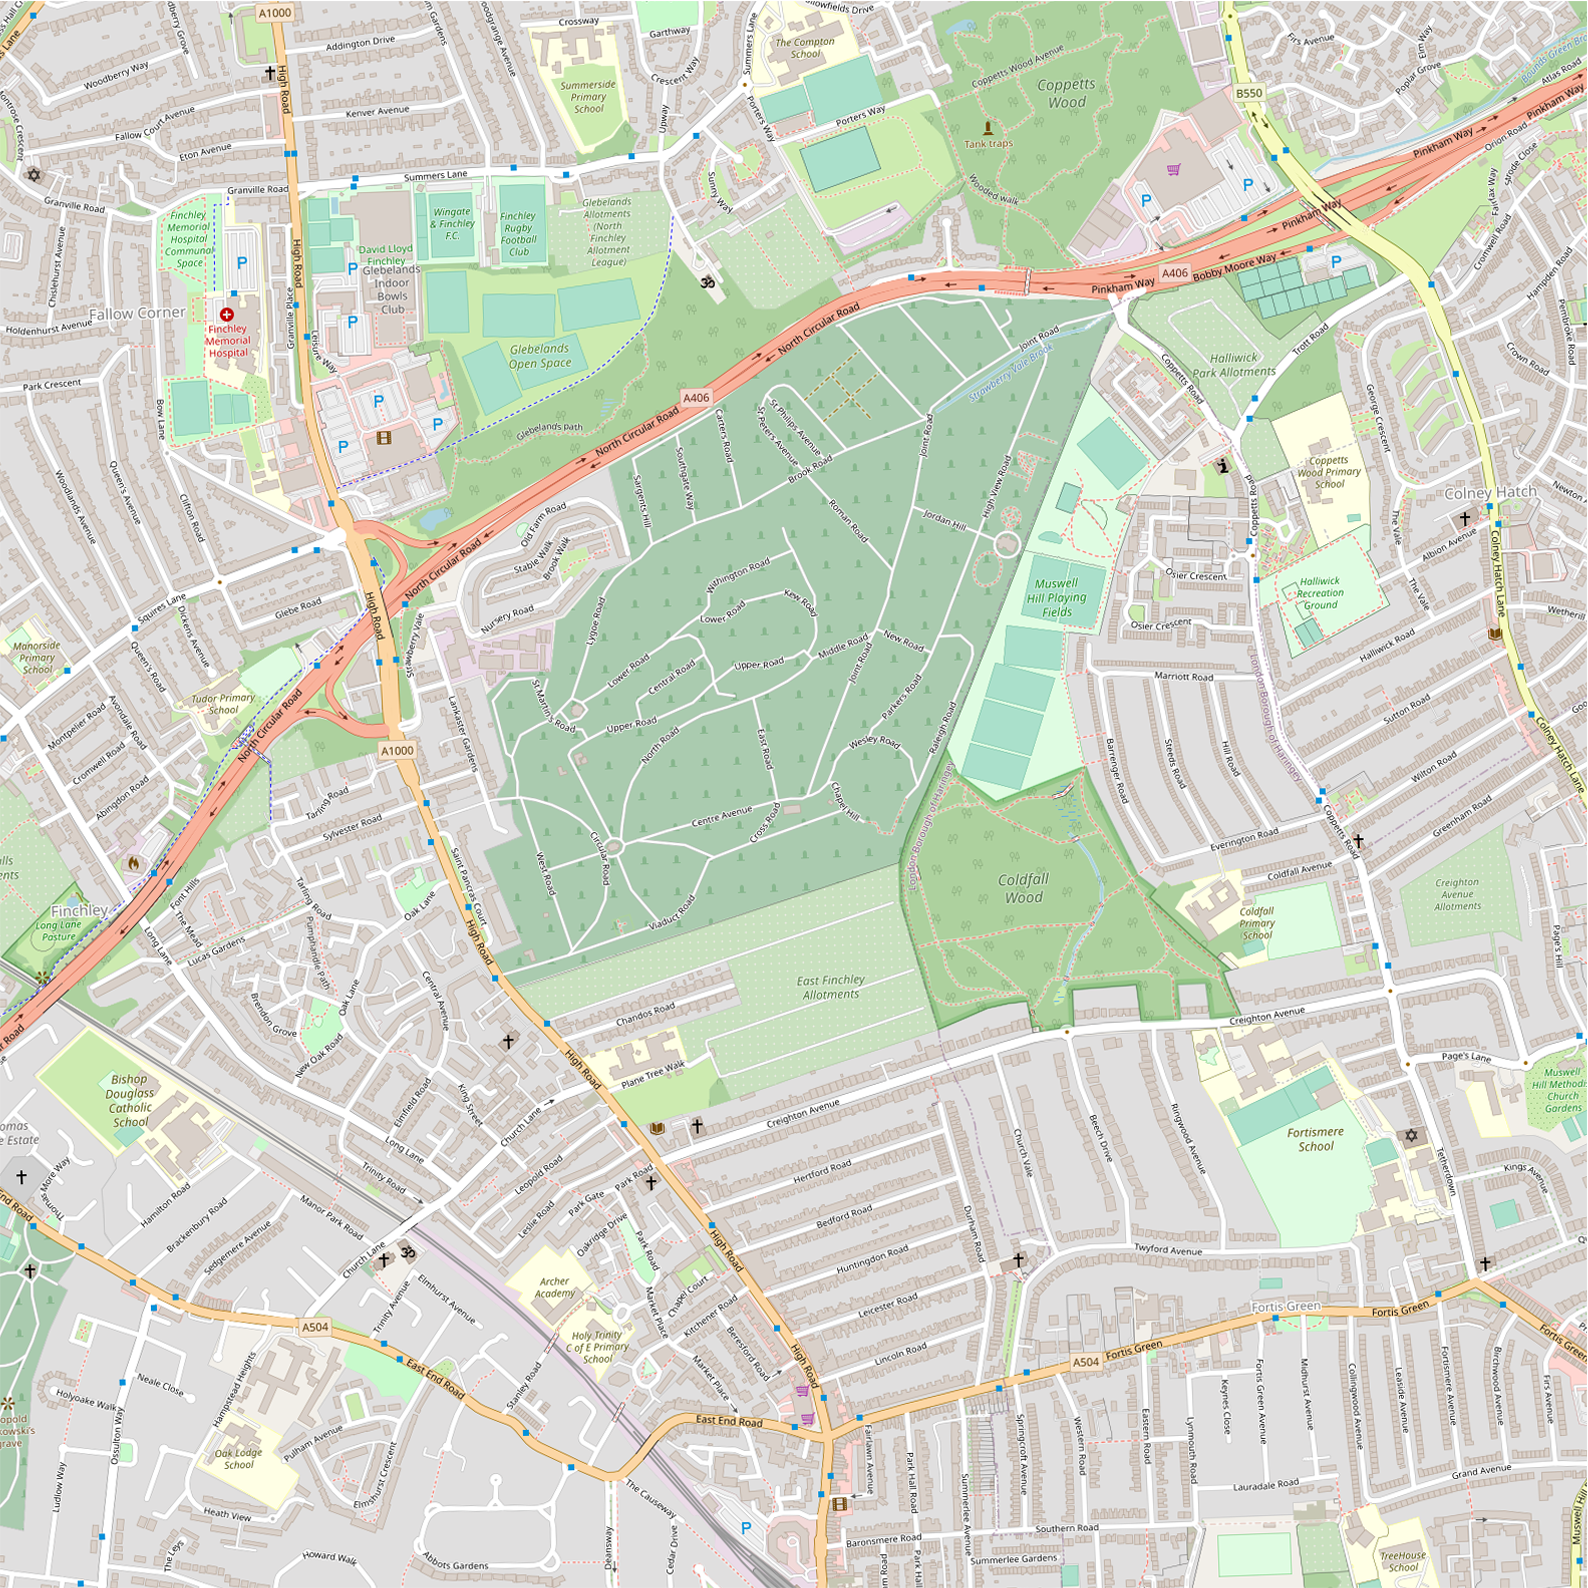 A1000
Crossway
Garthway
Addington Drive
Woodberry Way
Woodgrange Avenue
Summers Lane
The Compton
School
Firs Avenue
Elm Way
Poplar Grove
Atlas Road
Pinkham Way
Orion Road
Coppetts Wood Avenue
Coppetts
Wood
B550
Crescent Way
Summerside
Primary
School
Kenver Avenue
High Road
Fallow Court Avenue
Eton Avenue
Montrose Crescent
Upway
Porters Way
Porters Way
Tank traps
Pinkham Way
Granville Road
Summers Lane
Granville Road
Sunny Way
Wooded walk
Fairfax Way
Finchley
Memorial
Hospital
Communal
Space
Wingate
& Finchley
F.C.
Finchley
Rugby
Football
Club
Glebelands
Allotments
(North
Finchley
Allotment
League)
David Lloyd
Finchley
Glebelands
Indoor
Bowls
Club
Chislehurst Avenue
High Road
Pinkham Way
Cromwell Road
Hampden Road
A406
Bobby Moore Way
Pinkham Way
Fallow Corner
Holdenhurst Avenue
Finchley
Memorial
Hospital
Granville Place
Leisure Way
Glebelands
Open Space
North Circular Road
Joint Road
Strawberry Vale Brook
Coppetts Road
Trott Road
Halliwick
Park Allotments
Pembroke Road
Crown Road
Park Crescent
Bow Lane
A406
Glebelands path
North Circular Road
Carters Road
St Philips Avenue
St Peters Avenue
Joint Road
George Crescent
Southgate Way
Sargents Hill
Brook Road
High View Road
Coppetts
Wood Primary
School
Colney Hatch
Woodlands Avenue
Queen's Avenue
Clifton Road
Old Farm Road
Stable Walk
Brook Walk
Roman Road
Jordan Hill
Coppetts Road
The Vale
Albion Avenue
Colney Hatch Lane
North Circular Road
Withington Road
Kew Road
Lower Road
Muswell
Hill Playing
Fields
Osier Crescent
Osier Crescent
Halliwick
Recreation
Ground
The Vale
Squires Lane
Glebe Road
High Road
Strawberry Vale
Nursery Road
Lygue Road
Manorside
Primary
School
Dickens Avenue
Queen's Road
Lower Road
Central Road
Upper Road
Middle Road
New Road
Joint Road
Halliwick Road
Marriott Road
London Borough of Haringey
Tudor Primary
School
Lankaster Gardens
St Martin's Road
Upper Road
Parkers Road
Sutton Road
Montpelier Road
Avondale Road
Cromwell Road
Abingdon Road
North Circular Road
A1000
North Road
East Road
Wesley Road
Raleigh Road
Barrenger Road
Steeds Road
Hill Road
Wilton Road
Colney Hatch Lane
Tarling Road
Sylvester Road
Centre Avenue
Cross Road
Chapel Hill
London Borough of Haringey
Everington Road
Coppetts Road
Greenham Road
Circular Road
West Road
Saint Pancras Court
Coldfall
Wood
Coldfall Avenue
Creighton
Avenue
Allotments
Finchley
Long Lane
Pasture
Font Hills
The Mead
Lucas Gardens
Tarling Road
Oak Lane
Viaduct Road
Coldfall
Primary
School
Page's Hill
Long Lane
Pumphandle Path
High Road
East Finchley
Allotments
Brendon Grove
Oak Lane
Central Avenue
Chandos Road
Creighton Avenue
New Oak Road
High Road
Plane Tree Walk
Page's Lane
Bishop
Douglass
Catholic
School
Elmfield Road
King Street
Church Lane
Creighton Avenue
Muswell
Hill Methodist
Church
Gardens
Long Lane
Church Vale
Beech Drive
Ringwood Avenue
Fortismere
School
Tetherdown
Kings Avenue
Thomas More Way
Hamilton Road
Trinity Road
Leopold Road
Park Road
Hertford Road
Brackenbury Road
Manor Park Road
Leslie Road
Park Gate
Bedford Road
Durham Road
Sedgemere Avenue
Church Lane
Oakridge Drive
Park Road
High Road
Huntingdon Road
Twyford Avenue
Elmhurst Avenue
Trinity Avenue
Archer
Academy
Market Place
Chapel Court
Kitchener Road
Leicester Road
Fortis Green
Fortis Green
A504
Holy Trinity
C of E Primary
School
Beresford Road
High Road
Lincoln Road
A504
Fortis Green
Fortis Green
East End Road
Stanley Road
Market Place
Neale Close
Holyoake Walk
Hampstead Heights
Ossulton Way
Pulham Avenue
Oak Lodge
School
Elmshurst Crescent
East End Road
Fairlawn Avenue
Park Hall Road
Summerlee Avenue
Springcroft Avenue
Western Road
Eastern Road
Lynmouth Road
Keynes Close
Fortis Green Avenue
Midhurst Avenue
Collingwood Avenue
Leaside Avenue
Fortismere Avenue
Birchwood Avenue
Firs Avenue
Grand Avenue
Lauradale Road
Ludlow Way
Heath View
The Leys
Howard Walk
Abbots Gardens
The Causeway
Deansway
Cedar Drive
Baronsmere Road
Southern Road
Summerlee Gardens
TreeHouse
School